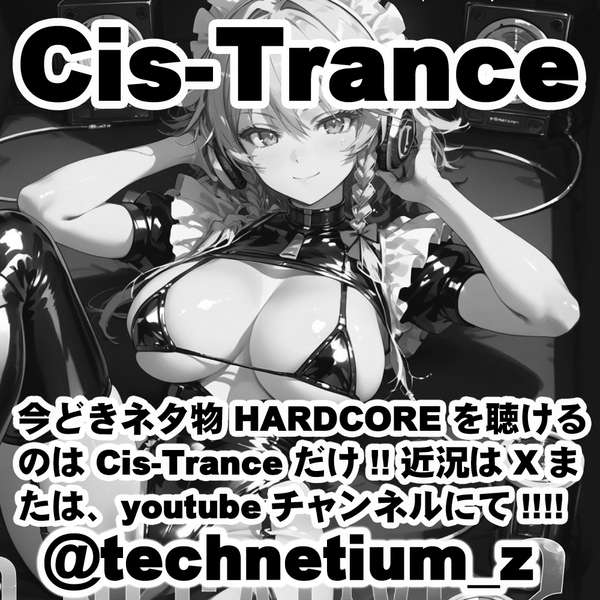 Cis-Trance
今どきネタ物 HARDCORE を聴ける
のは Cis-Trance だけ !! 近況は X ま
たは、youtube チャンネルにて !!!!
@technetium_z